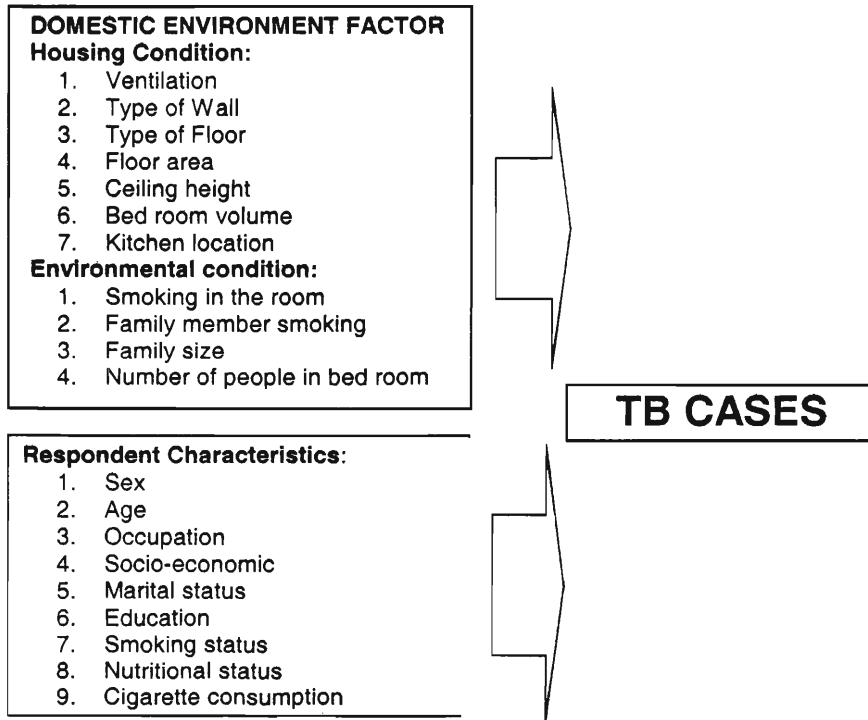 DOMESTIC ENVIRONMENT FACTOR
Housing Condition:
1. Ventilation
2. Type of Wall
3. Type of Floor
4. Floor area
5. Ceiling height
6. Bed room volume
7. Kitchen location
Environmental condition:
1. Smoking in the room
2. Family member smoking
3. Family size
4. Number of people in bed room
TB CASES
Respondent Characteristics:
1. Sex
2. Age
3. Occupation
4. Socio-economic
5. Marital status
6. Education
7. Smoking status
8. Nutritional status
9. Cigarette consumption